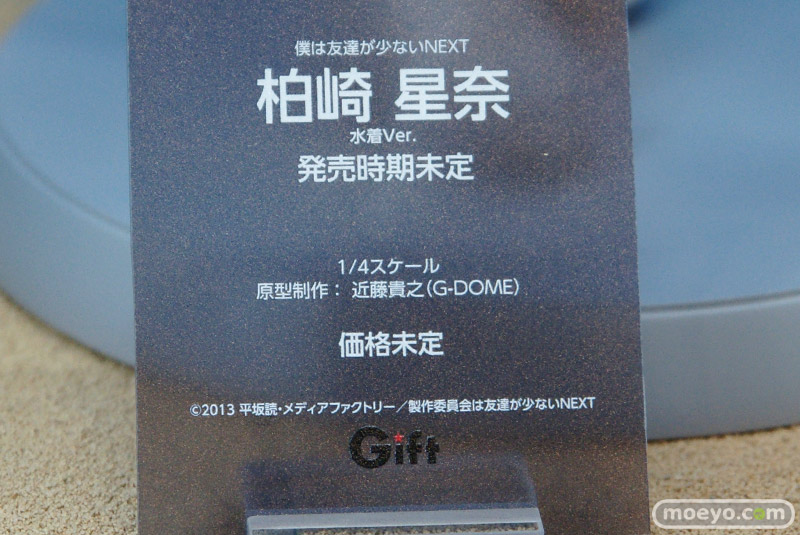 僕は友達が少ないNEXT
柏崎 星奈
水着Ver.
発売時期未定
1/4スケール
原型制作： 近藤貴之（G-DOME）
価格未定
©2013 平坂読・メディアファクトリー／製作委員会は友達が少ないNEXT
Gift
moeyo.com